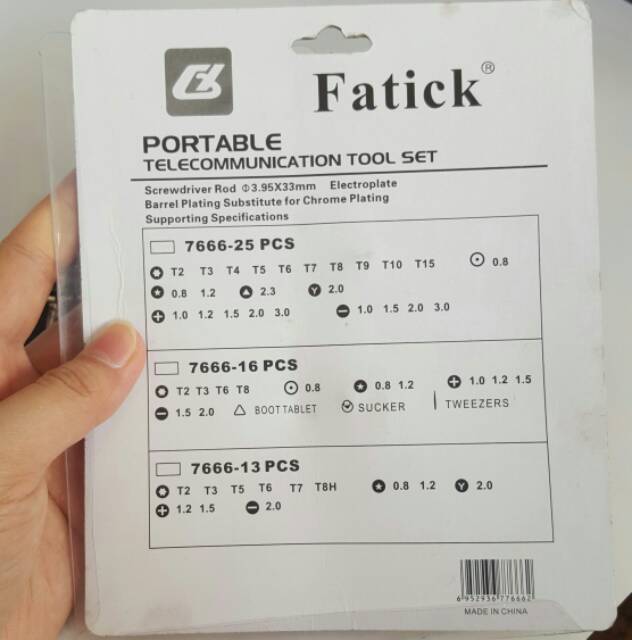 Fatick®
PORTABLE
TELECOMMUNICATION TOOL SET
Screwdriver Rod Φ3.95X33mm Electroplate
Barrel Plating Substitute for Chrome Plating
Supporting Specifications
7666-25 PCS
T2 T3 T4 T5 T6 T7 T8 T9 T10 T15 0.8
0.8 1.2 2.3 Y 2.0
1.0 1.2 1.5 2.0 3.0 1.0 1.5 2.0 3.0
7666-16 PCS
T2 T3 T6 T8 0.8 0.8 1.2 1.0 1.2 1.5
1.5 2.0 BOOT TABLET SUCKER TWEEZERS
7666-13 PCS
T2 T3 T5 T6 T7 T8H 0.8 1.2 Y 2.0
1.2 1.5 2.0
6 952936 776662
MADE IN CHINA